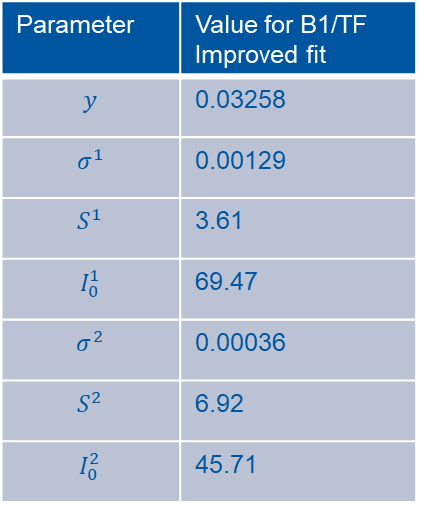 Parameter Value for B1/TF
Improved fit
y 0.03258
σ¹ 0.00129
S¹ 3.61
I₀¹ 69.47
σ² 0.00036
S² 6.92
I₀² 45.71